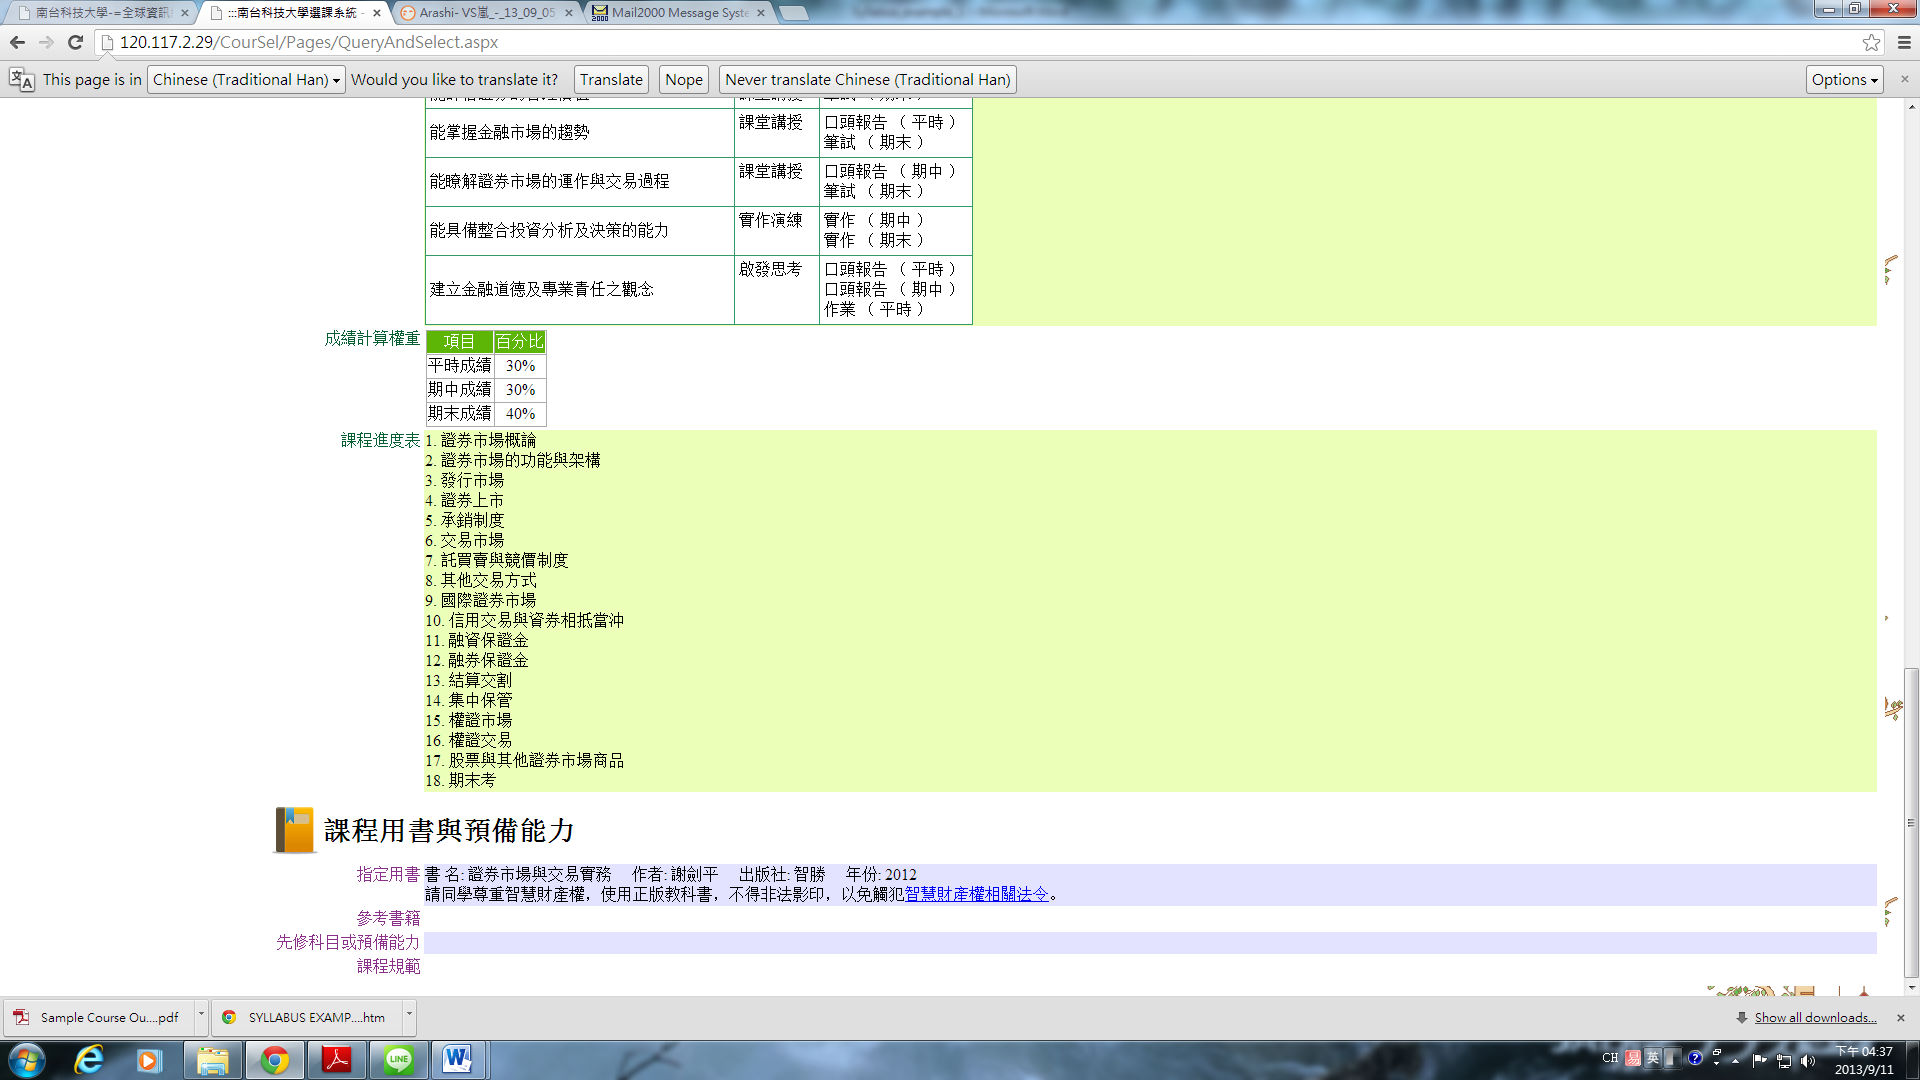 南台科技大學-=全球資訊
:::南台科技大學選課系統 -
Arashi- VS嵐_-_13_09_05
Mail2000 Message Syste
120.117.2.29/CourSel/Pages/QueryAndSelect.aspx
This page is in Chinese (Traditional Han) Would you like to translate it? Translate Nope Never translate Chinese (Traditional Han) Options
能掌握金融市場的趨勢 課堂講授 口頭報告 ( 平時 )
筆試 ( 期末 )
能瞭解證券市場的運作與交易過程 課堂講授 口頭報告 ( 期中 )
筆試 ( 期末 )
能具備整合投資分析及決策的能力 實作演練 實作 ( 期中 )
實作 ( 期末 )
建立金融道德及專業責任之觀念 啟發思考 口頭報告 ( 平時 )
口頭報告 ( 期中 )
作業 ( 平時 )
成績計算權重 項目 百分比
平時成績 30%
期中成績 30%
期末成績 40%
課程進度表 1. 證券市場概論
2. 證券市場的功能與架構
3. 發行市場
4. 證券上市
5. 承銷制度
6. 交易市場
7. 託買賣與競價制度
8. 其他交易方式
9. 國際證券市場
10. 信用交易與資券相抵當沖
11. 融資保證金
12. 融券保證金
13. 結算交割
14. 集中保管
15. 權證市場
16. 權證交易
17. 股票與其他證券市場商品
18. 期末考
課程用書與預備能力
指定用書 書 名: 證券市場與交易實務 作者: 謝劍平 出版社: 智勝 年份: 2012
請同學尊重智慧財產權，使用正版教科書，不得非法影印，以免觸犯智慧財產權相關法令。
參考書籍
先修科目或預備能力
課程規範
Sample Course Ou....pdf
SYLLABUS EXAMP....htm
Show all downloads...
LINE
CH 易 英
下午 04:37
2013/9/11